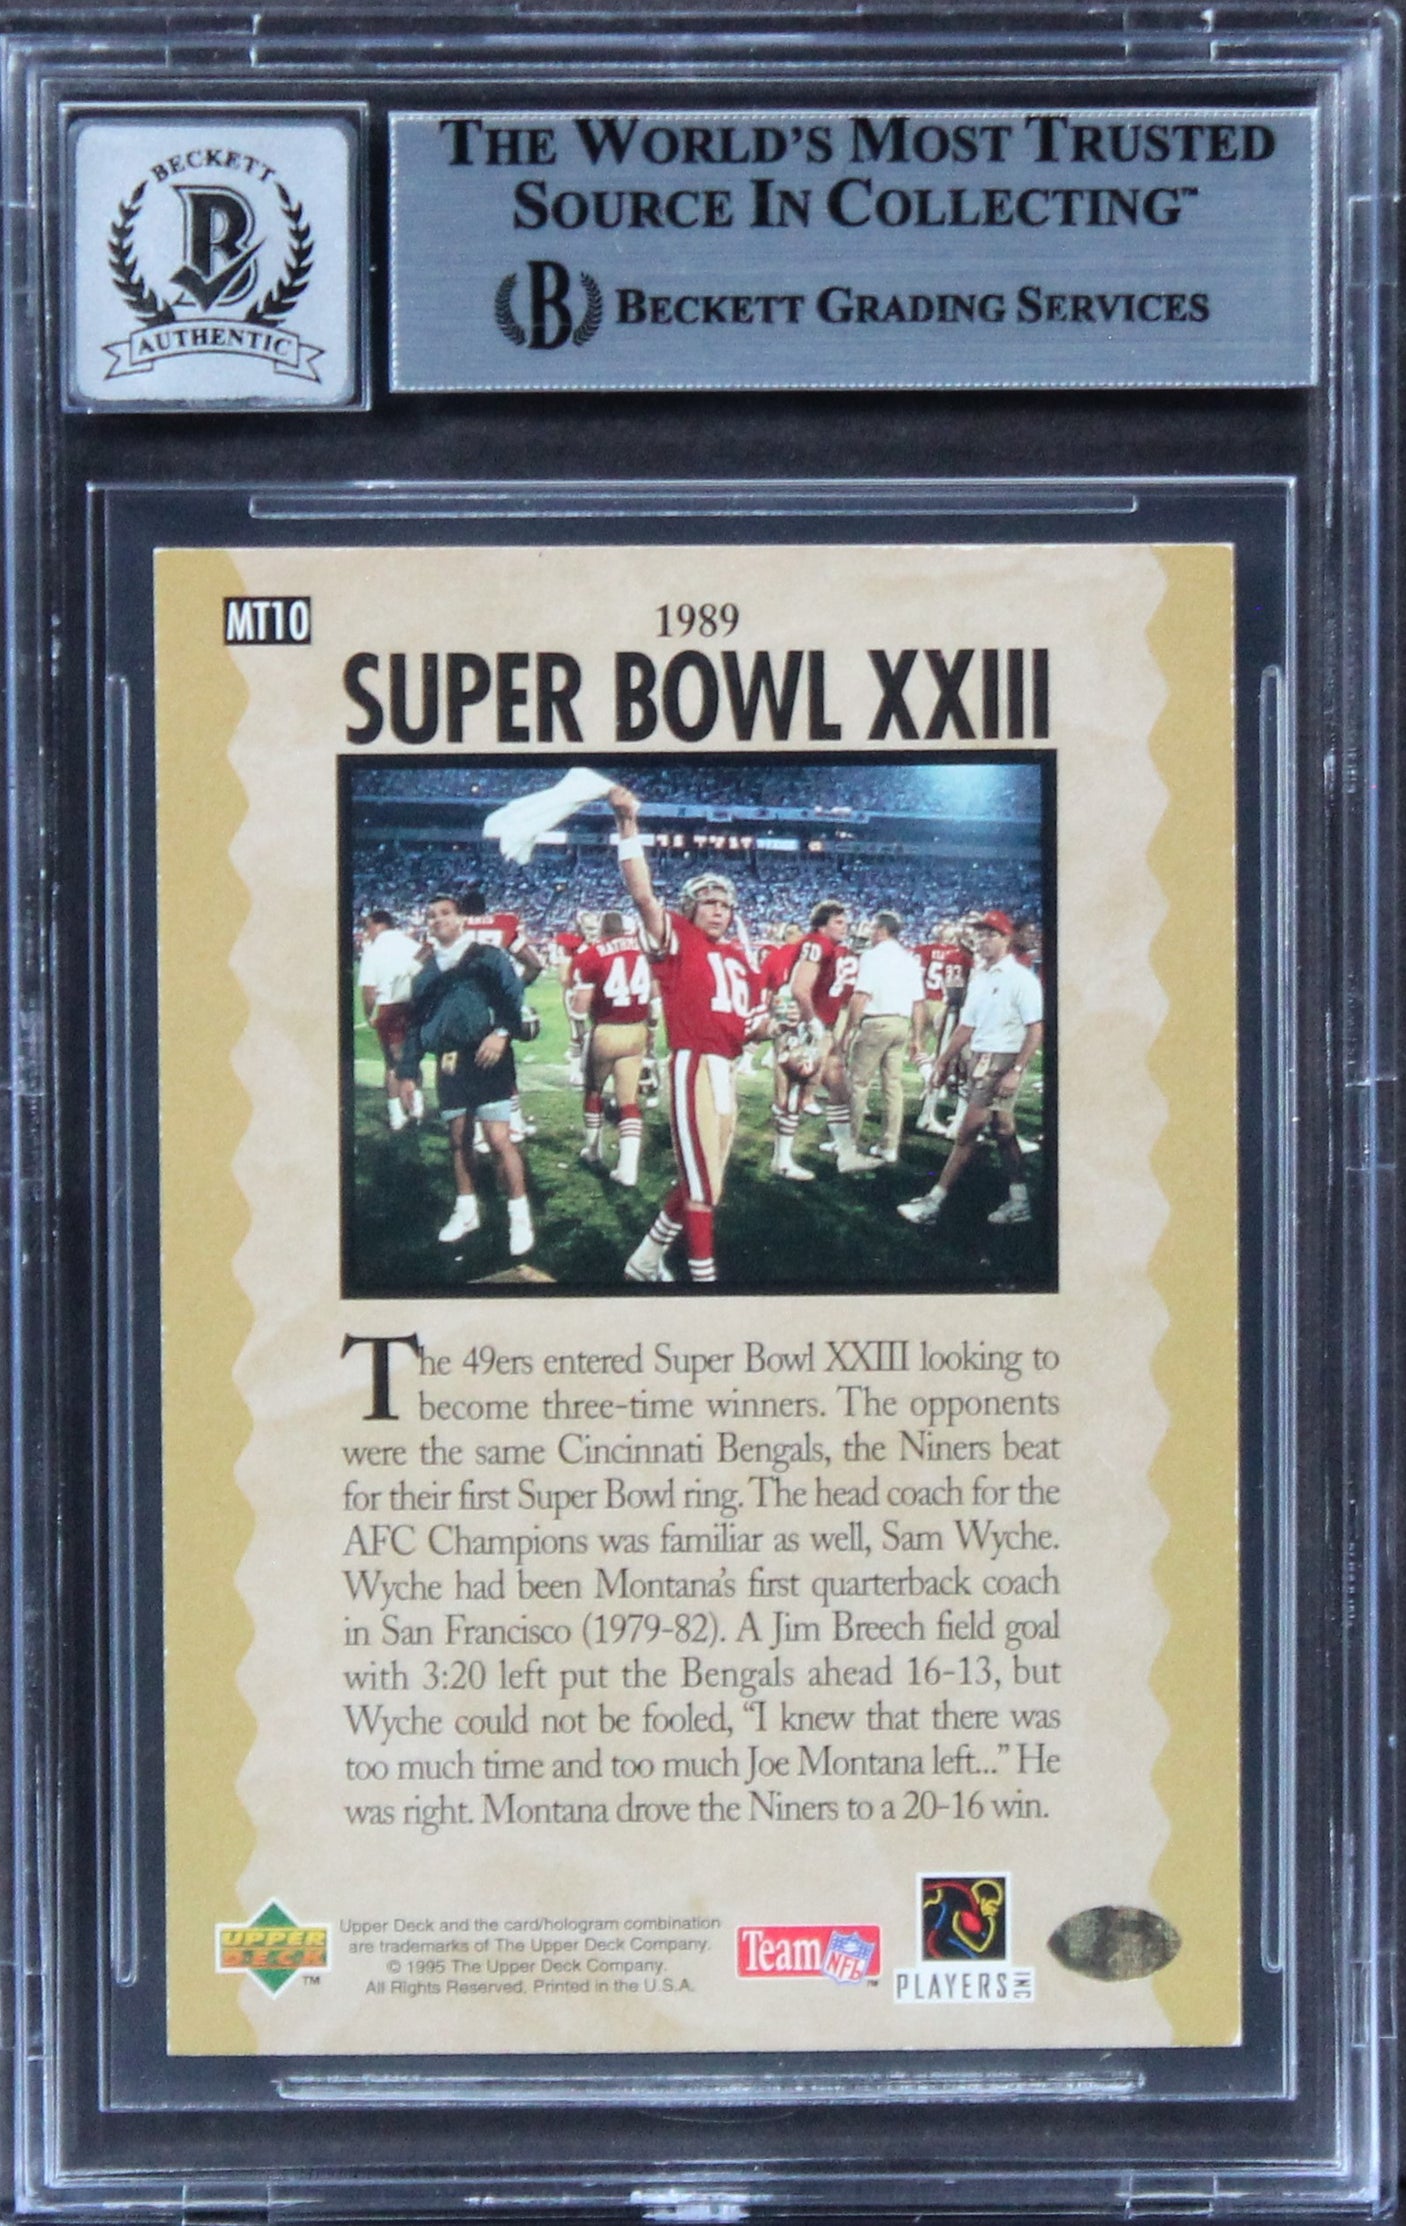 BECKETT
AUTHENTIC
THE WORLD'S MOST TRUSTED
SOURCE IN COLLECTING™
B BECKETT GRADING SERVICES
MT10
1989
SUPER BOWL XXIII
44
16
The 49ers entered Super Bowl XXIII looking to
become three-time winners. The opponents
were the same Cincinnati Bengals, the Niners beat
for their first Super Bowl ring. The head coach for the
AFC Champions was familiar as well, Sam Wyche.
Wyche had been Montana's first quarterback coach
in San Francisco (1979-82). A Jim Breech field goal
with 3:20 left put the Bengals ahead 16-13, but
Wyche could not be fooled, "I knew that there was
too much time and too much Joe Montana left..." He
was right. Montana drove the Niners to a 20-16 win.
UPPER
DECK™
Upper Deck and the card/hologram combination
are trademarks of The Upper Deck Company.
© 1995 The Upper Deck Company.
All Rights Reserved. Printed in the U.S.A.
Team NFL™
PLAYERS INC